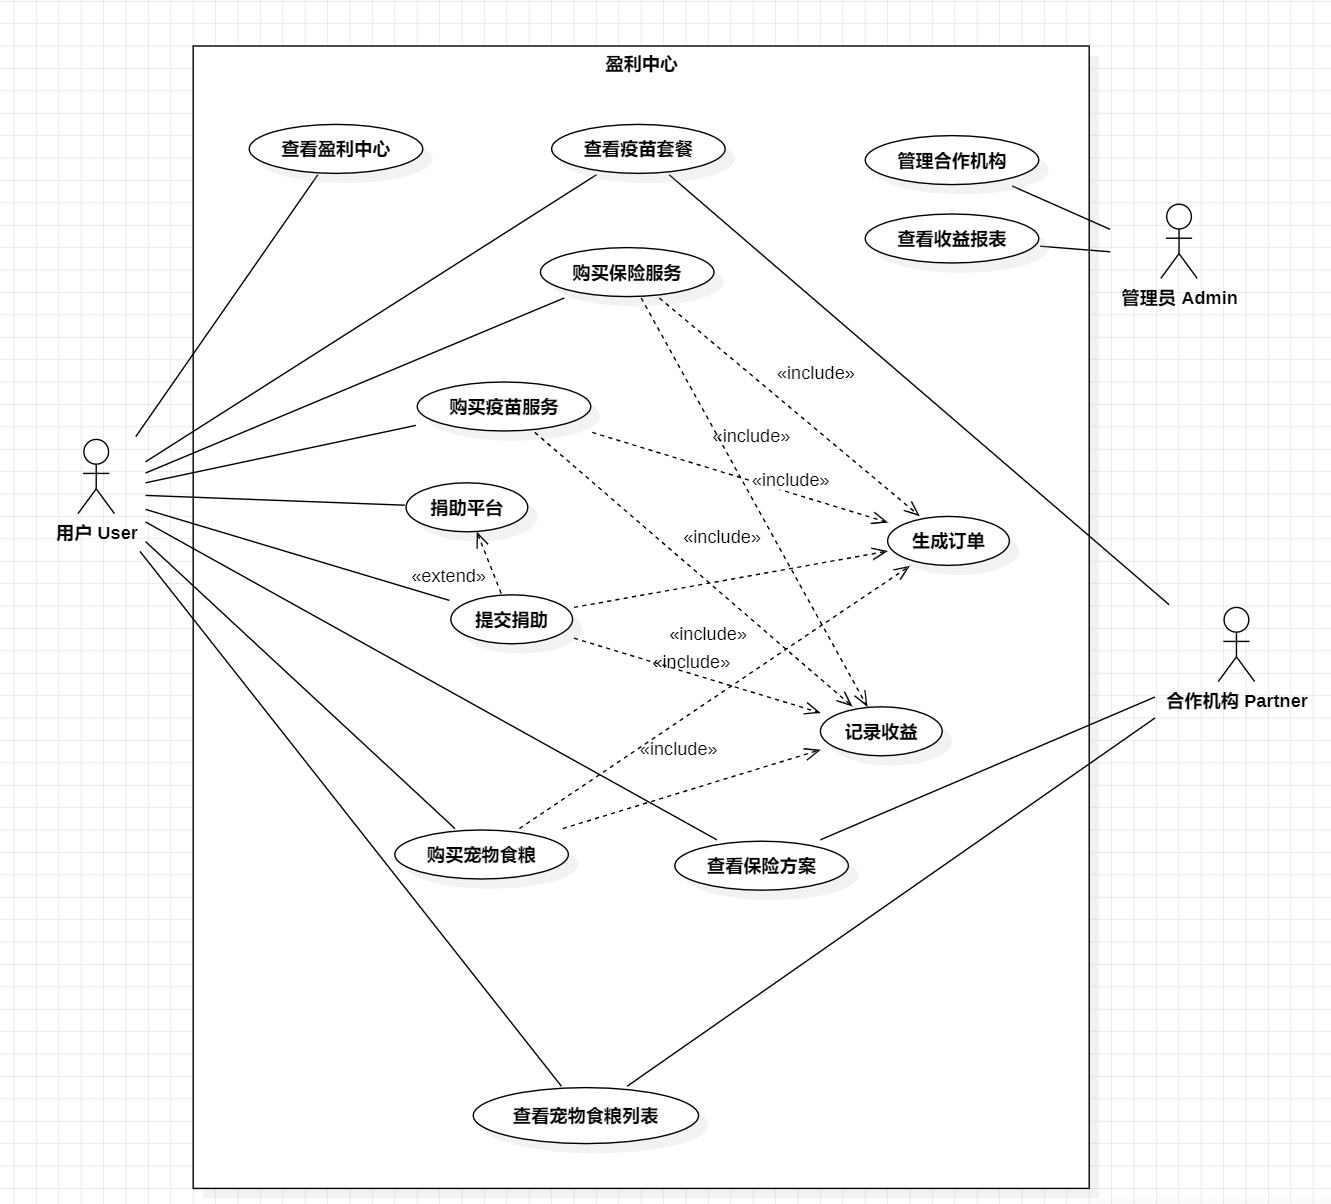 盈利中心
查看盈利中心
查看疫苗套餐
管理合作机构
查看收益报表
购买保险服务
管理员 Admin
«include»
购买疫苗服务
«include»
«include»
捐助平台
用户 User
«include»
生成订单
«extend»
提交捐助
«include»
«include»
合作机构 Partner
记录收益
«include»
购买宠物食粮
查看保险方案
查看宠物食粮列表